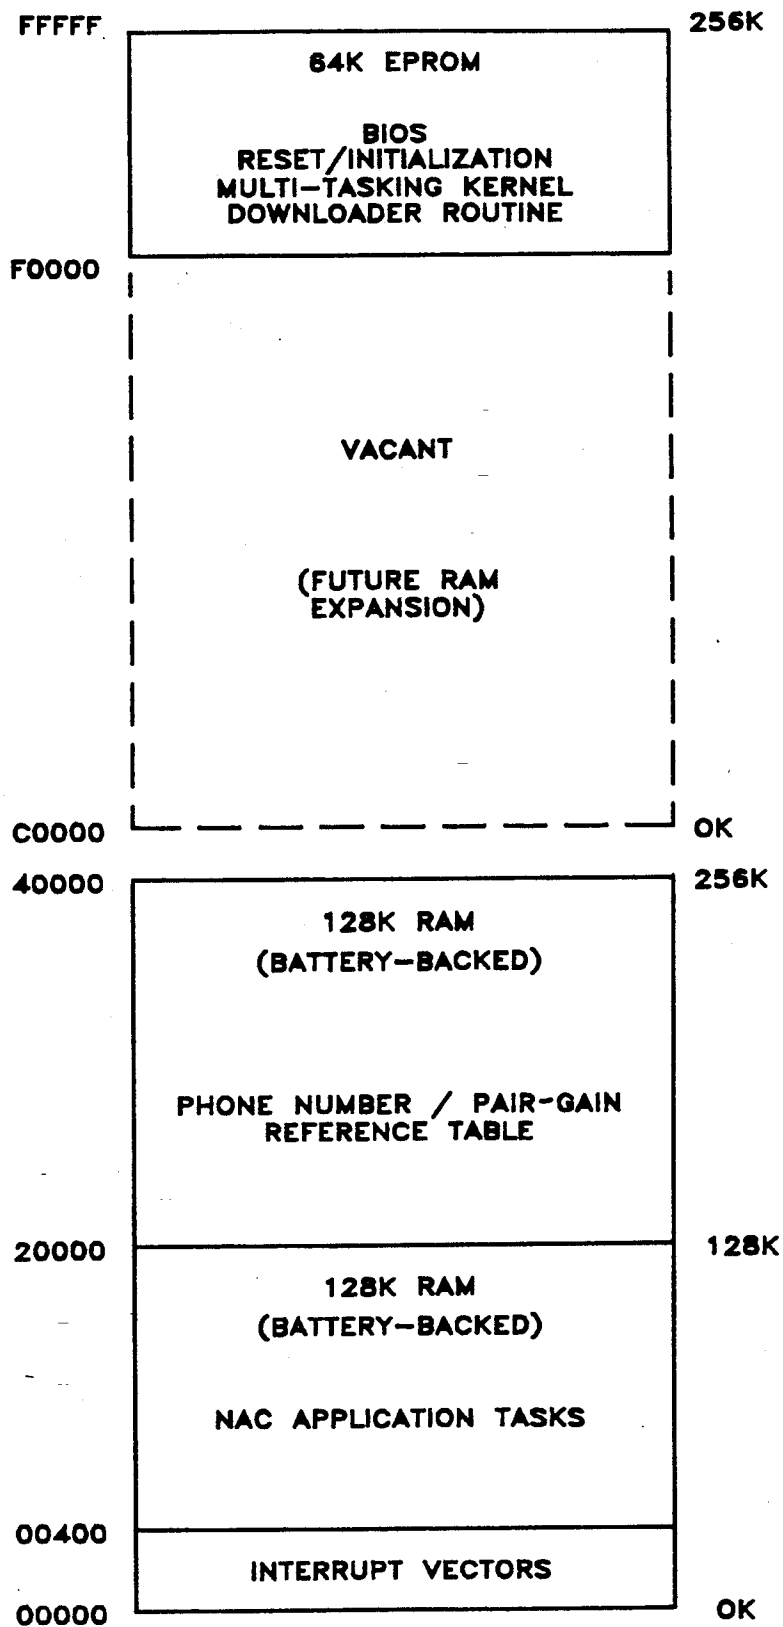 FFFFF
256K
64K EPROM
BIOS
RESET/INITIALIZATION
MULTI-TASKING KERNEL
DOWNLOADER ROUTINE
F0000
VACANT
(FUTURE RAM
EXPANSION)
C0000
0K
40000
256K
128K RAM
(BATTERY-BACKED)
PHONE NUMBER / PAIR-GAIN
REFERENCE TABLE
20000
128K
128K RAM
(BATTERY-BACKED)
NAC APPLICATION TASKS
00400
INTERRUPT VECTORS
00000
0K